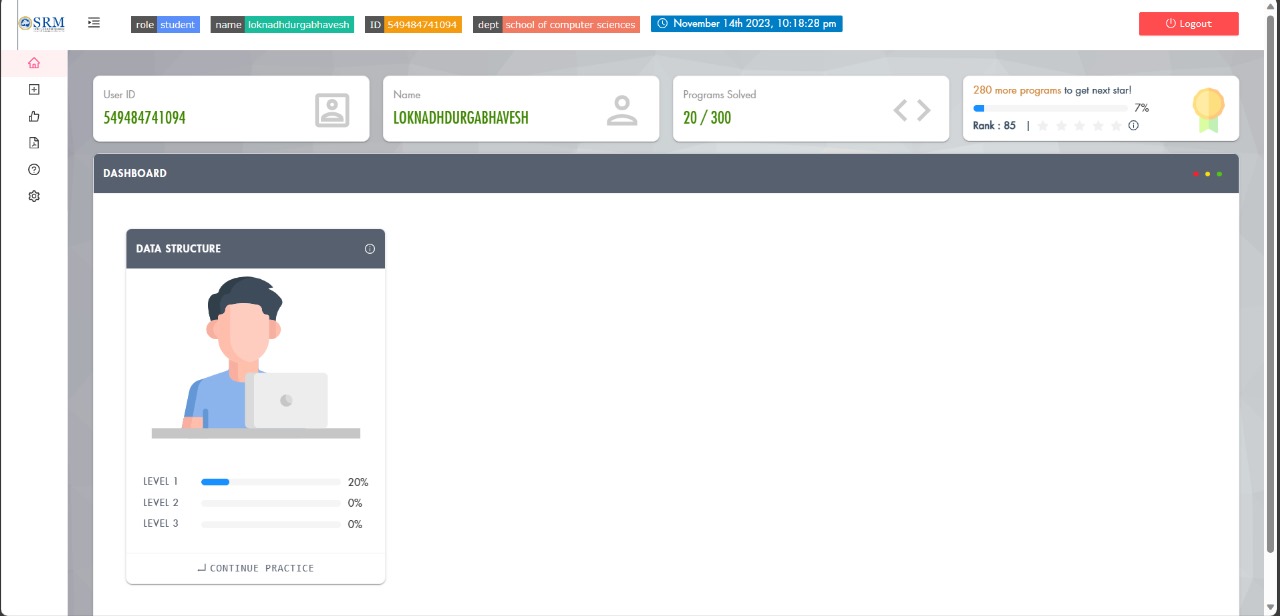 SRM
role student name loknadhdurgabhavesh ID 549484741094 dept school of computer sciences November 14th 2023, 10:18:28 pm Logout
User ID
549484741094
Name
LOKNADHDURGABHAVESH
Programs Solved
20 / 300
280 more programs to get next star!
7%
Rank : 85 |
DASHBOARD
DATA STRUCTURE
LEVEL 1 20%
LEVEL 2 0%
LEVEL 3 0%
CONTINUE PRACTICE